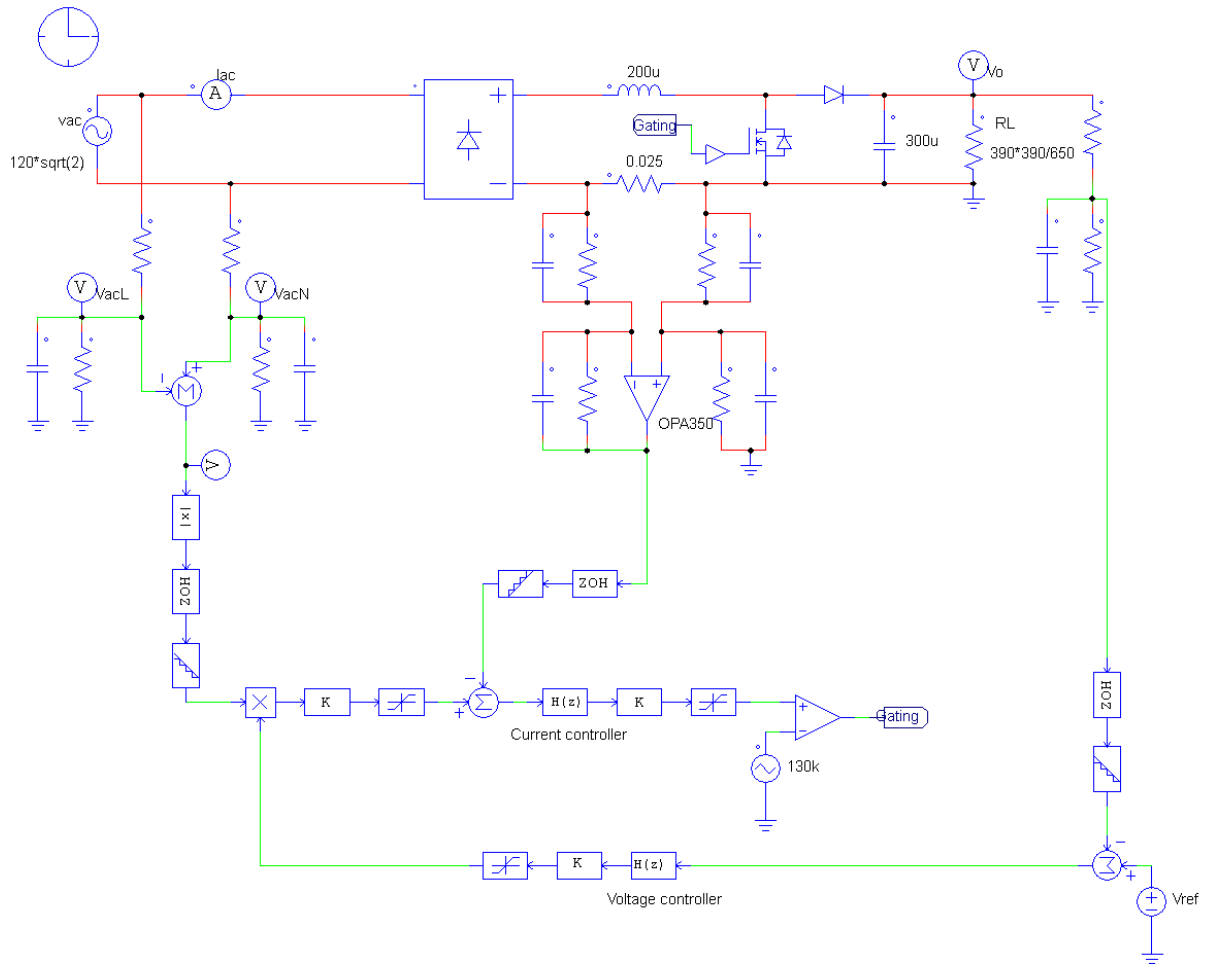 Iac
200u
V
Vo
A
vac
Gating
RL
300u
120*sqrt(2)
0.025
390*390/650
V
VacL
V
VacN
M
OPA350
V
|x|
ZOH
ZOH
ZOH
K
Σ
H(z)
K
Gating
Current controller
130k
K
H(z)
Σ
Voltage controller
Vref